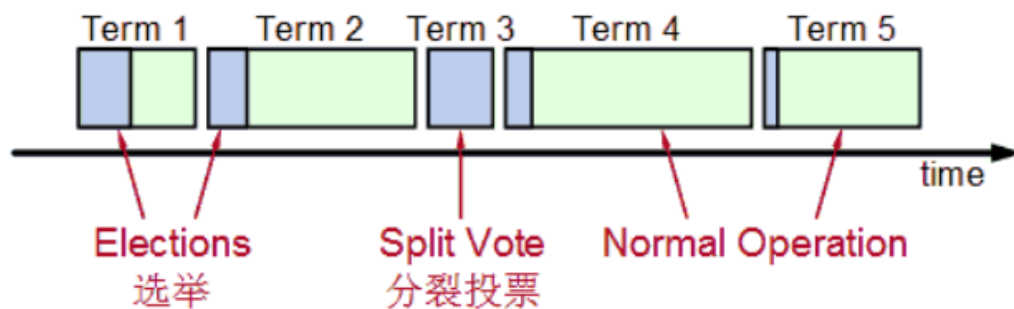 Term 1 Term 2 Term 3 Term 4 Term 5
time
Elections Split Vote Normal Operation
选举 分裂投票